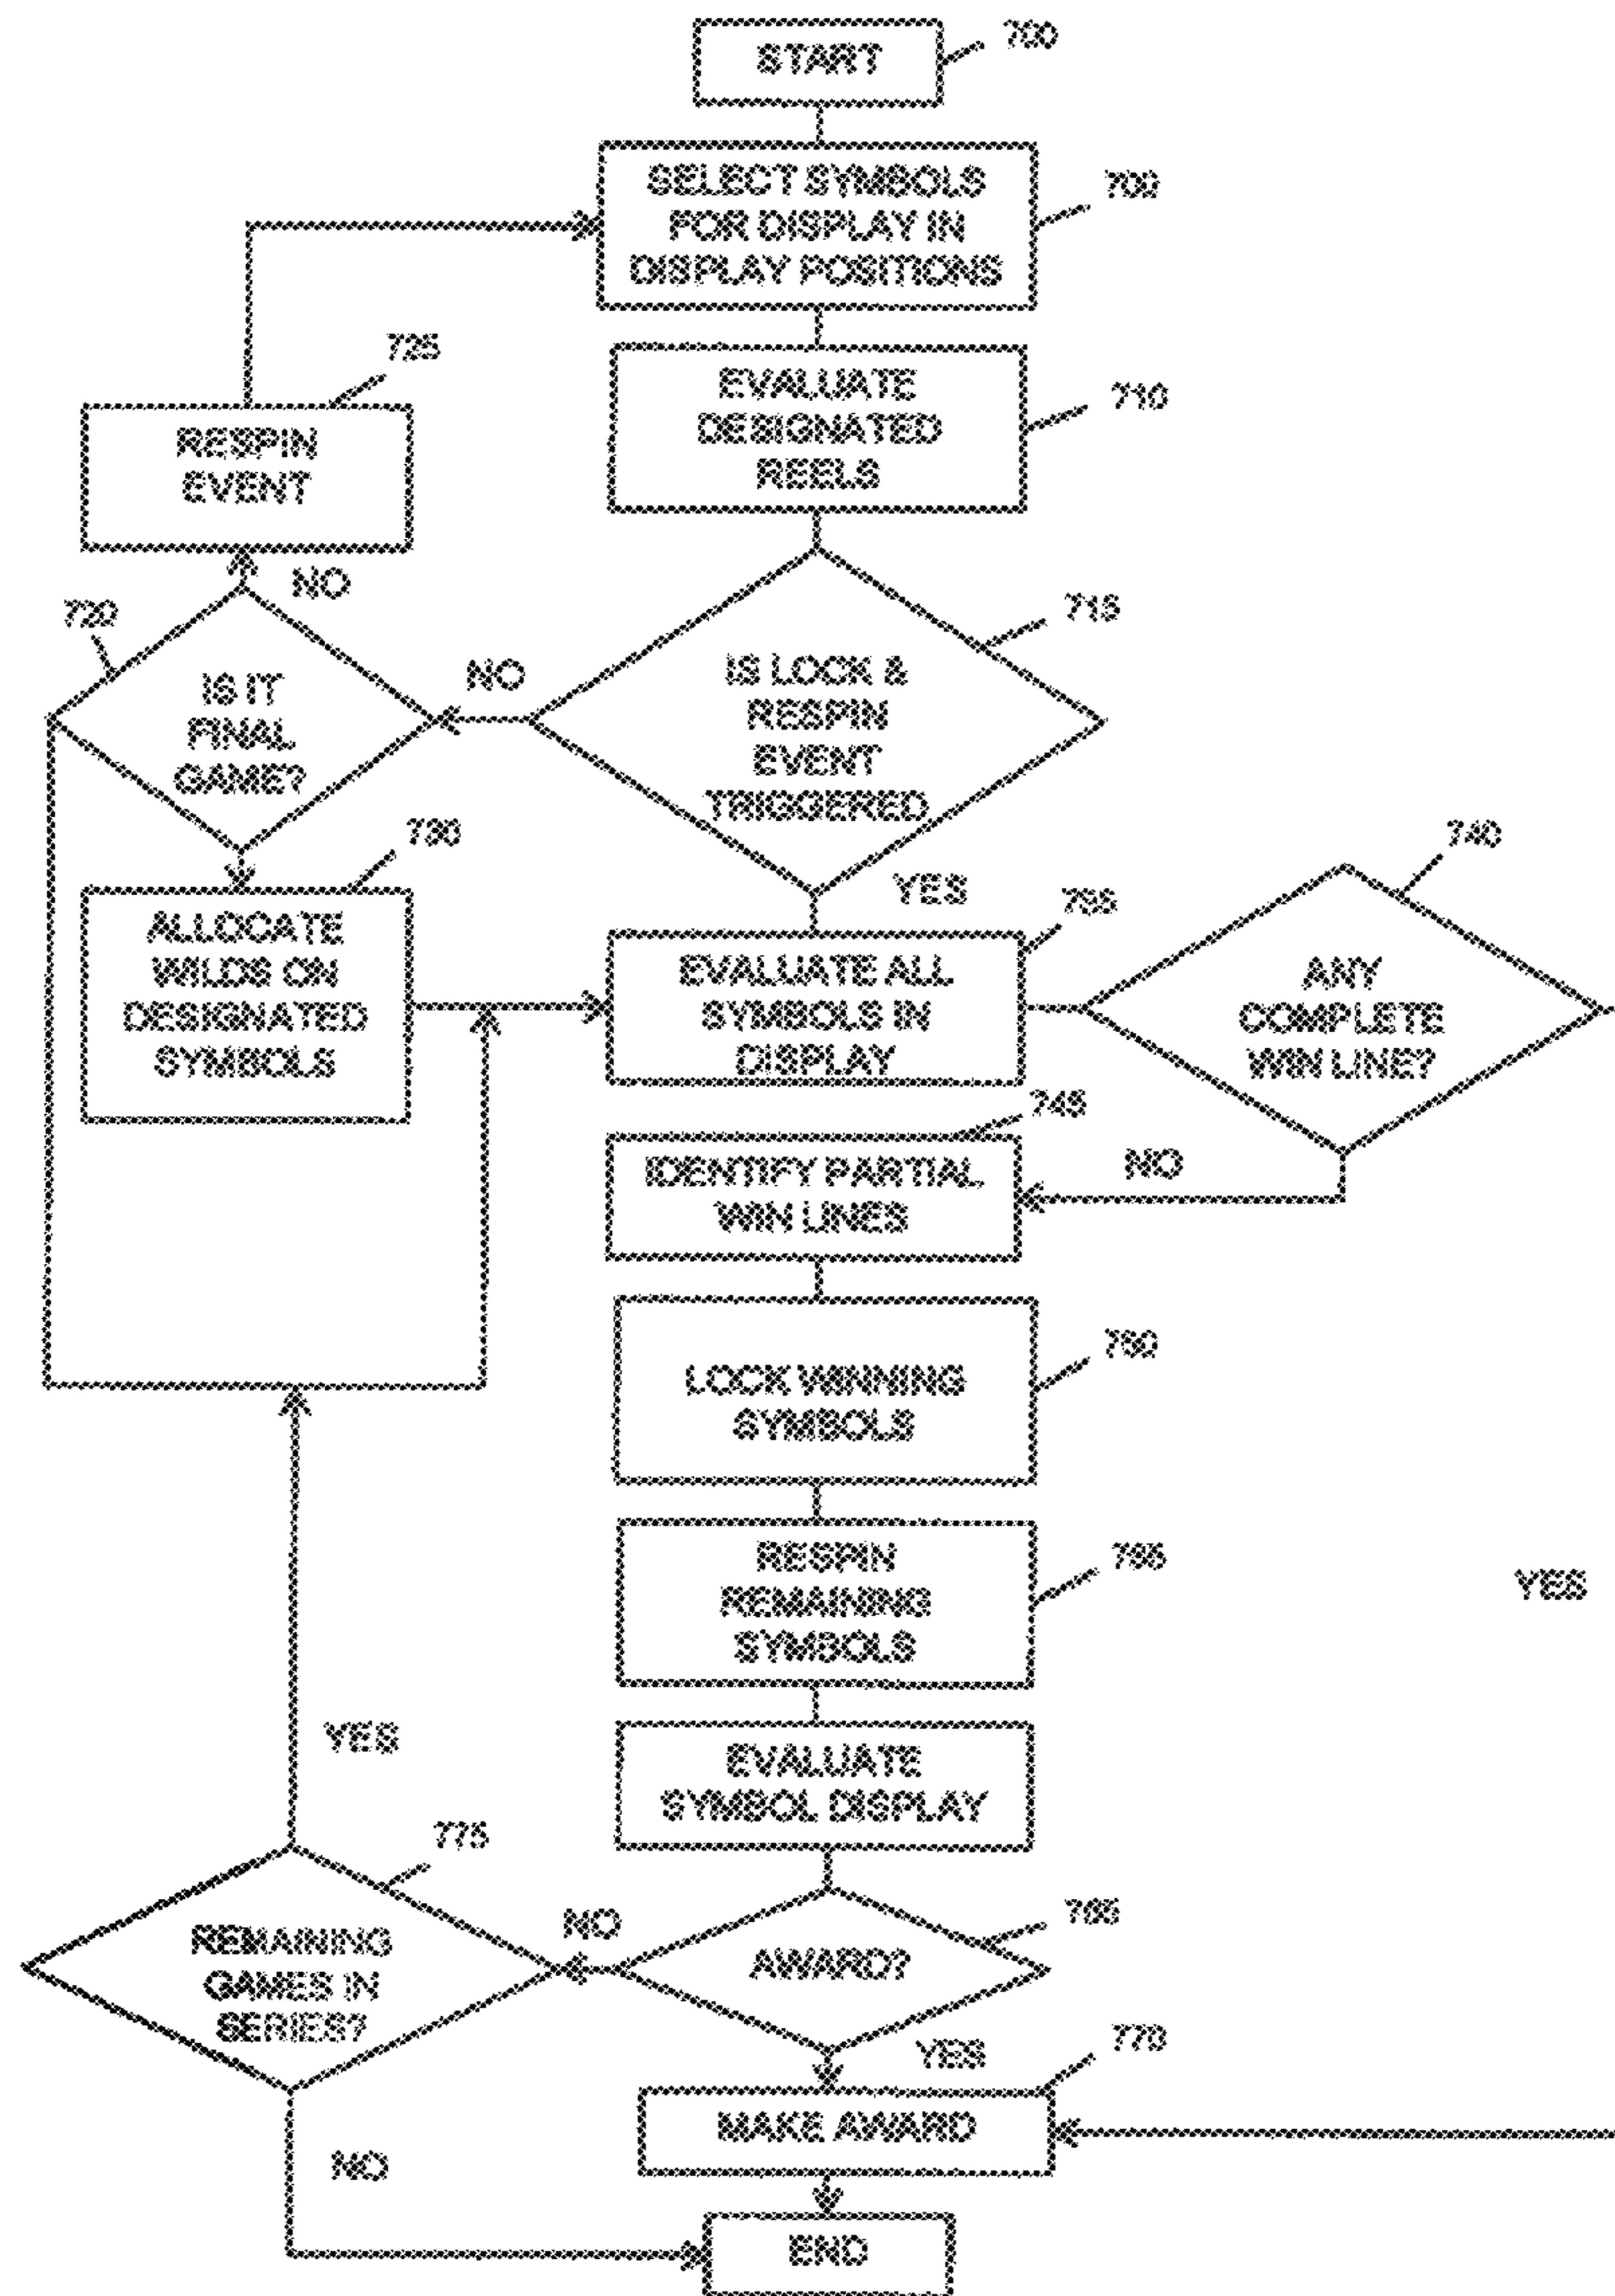 START
700
SELECT SYMBOLS
FOR DISPLAY IN
DISPLAY POSITIONS
700
EVALUATE
DESIGNATED
REELS
710
725
RESPIN
EVENT
NO
720
IS IT
FINAL
GAME?
NO
715
IS LOCK &
RESPIN
EVENT
TRIGGERED
YES
730
ALLOCATE
WILDS ON
DESIGNATED
SYMBOLS
EVALUATE ALL
SYMBOLS IN
DISPLAY
740
ANY
COMPLETE
WIN LINE?
NO
745
IDENTIFY PARTIAL
WIN LINES
LOCK WINNING
SYMBOLS
760
RESPIN
REMAINING
SYMBOLS
YES
EVALUATE
SYMBOL DISPLAY
YES
775
REMAINING
GAMES IN
SERIES?
NO
AWARD?
765
YES
770
MAKE AWARD
NO
END